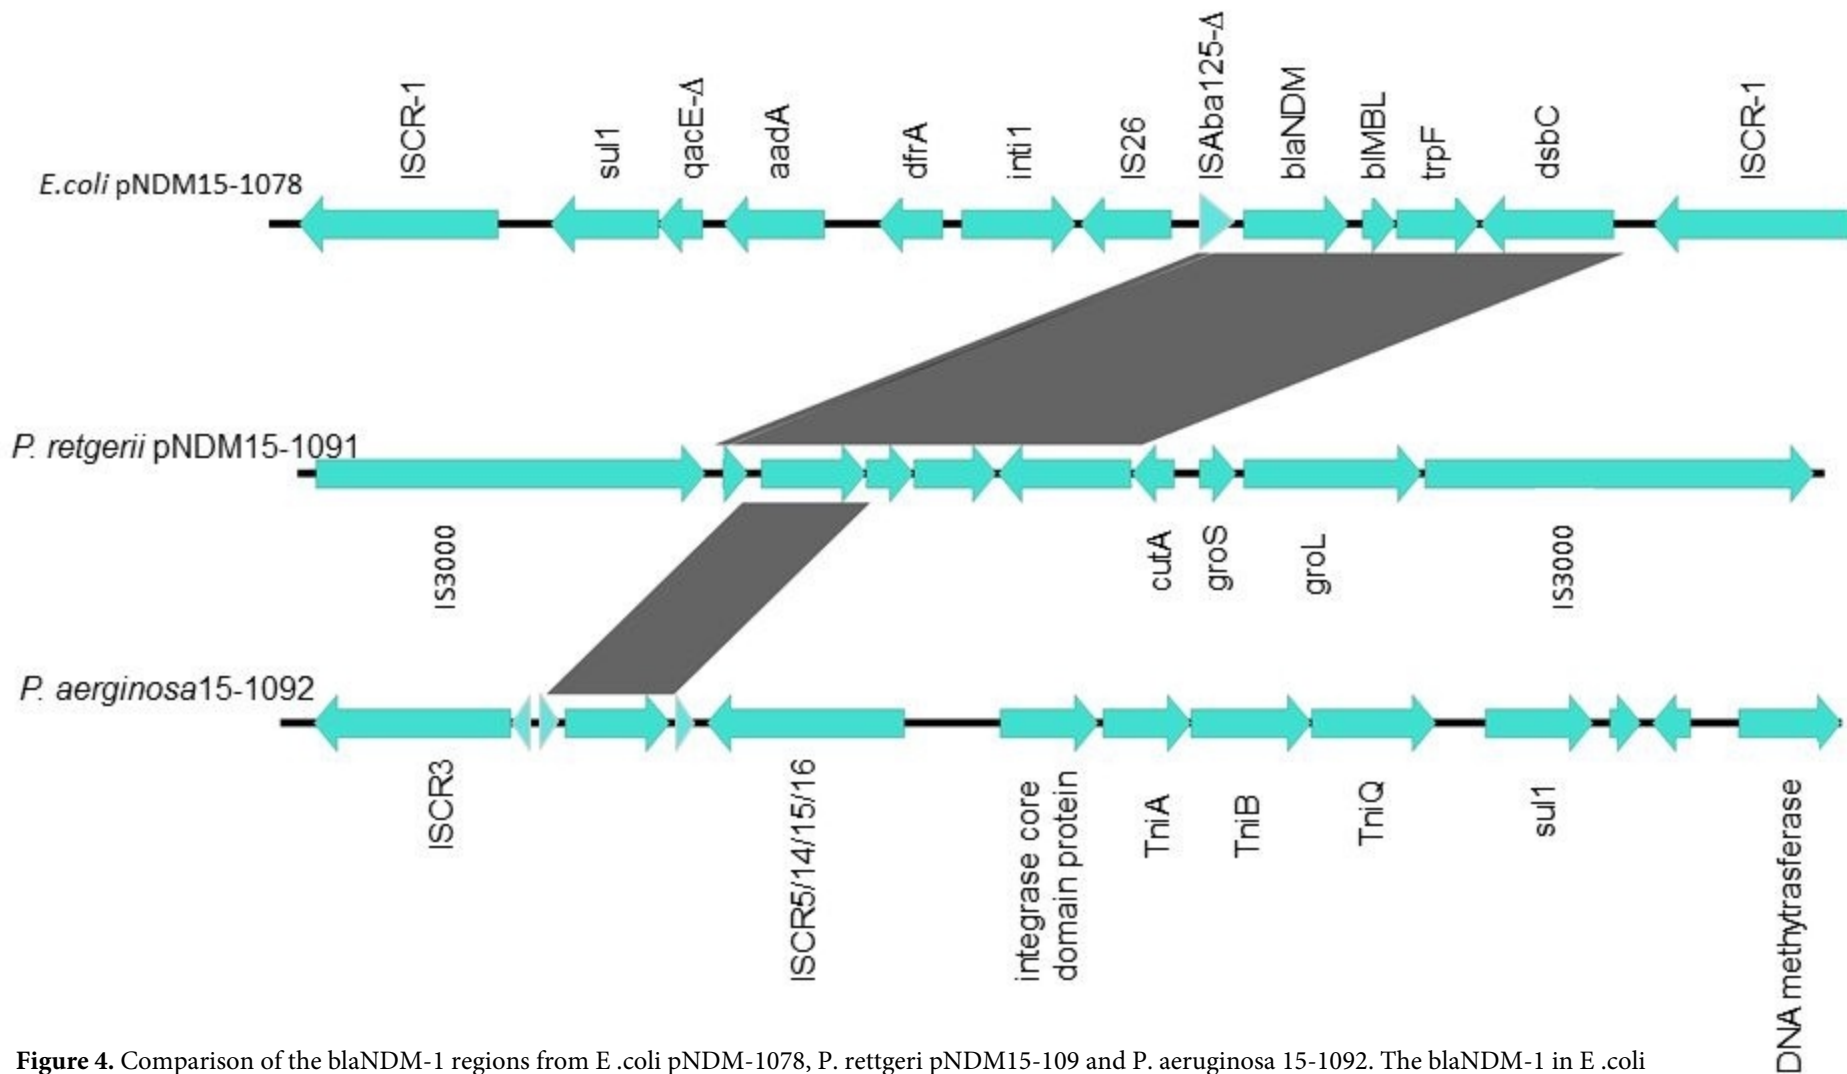 ISCR-1
sul1
qacE-Δ
aadA
dfrA
inti1
IS26
ISAba125-Δ
blaNDM
blMBL
trpF
dsbC
ISCR-1
E.coli pNDM15-1078
P. retgerii pNDM15-1091
IS3000
cutA
groS
groL
IS3000
P. aerginosa15-1092
ISCR3
ISCR5/14/15/16
integrase core
domain protein
TniA
TniB
TniQ
sul1
DNA methytrasferase
Figure 4. Comparison of the blaNDM-1 regions from E .coli pNDM-1078, P. rettgeri pNDM15-109 and P. aeruginosa 15-1092. The blaNDM-1 in E .coli